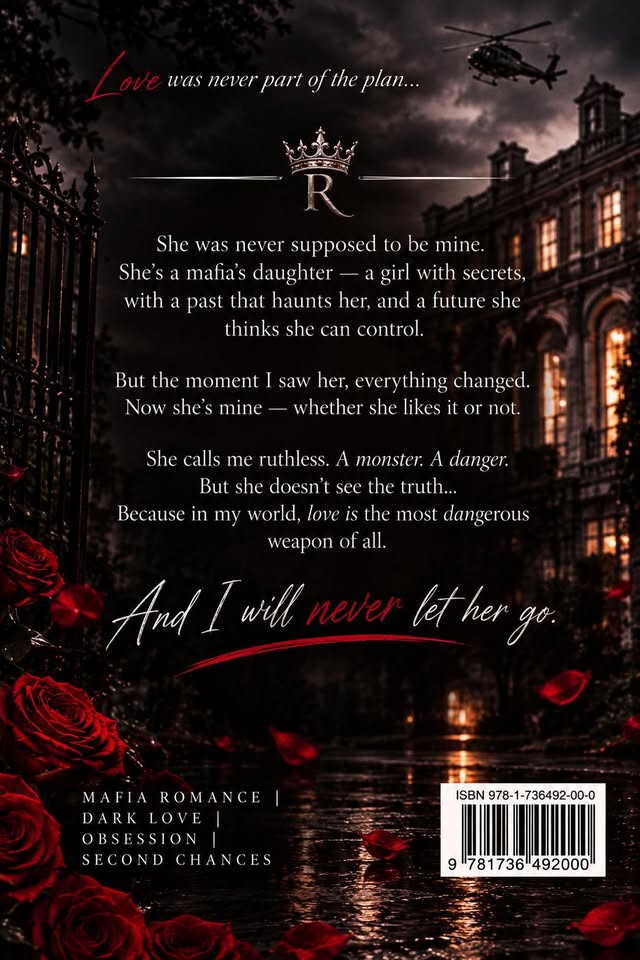 Love was never part of the plan...
R
She was never supposed to be mine.
She's a mafia's daughter — a girl with secrets,
with a past that haunts her, and a future she
thinks she can control.
But the moment I saw her, everything changed.
Now she's mine — whether she likes it or not.
She calls me ruthless. A monster. A danger.
But she doesn't see the truth...
Because in my world, love is the most dangerous
weapon of all.
And I will never let her go.
MAFIA ROMANCE |
DARK LOVE |
OBSESSION |
SECOND CHANCES
ISBN 978-1-736492-00-0
9 781736 492000